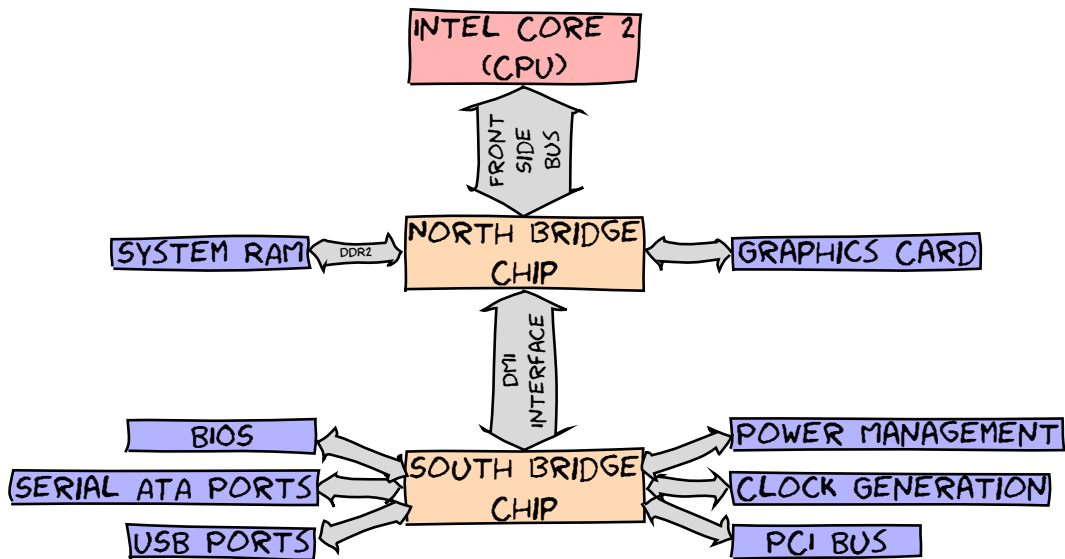 INTEL CORE 2
(CPU)
FRONT
SIDE
BUS
SYSTEM RAM
DDR2
NORTH BRIDGE
CHIP
GRAPHICS CARD
DMI
INTERFACE
BIOS
SERIAL ATA PORTS
USB PORTS
SOUTH BRIDGE
CHIP
POWER MANAGEMENT
CLOCK GENERATION
PCI BUS